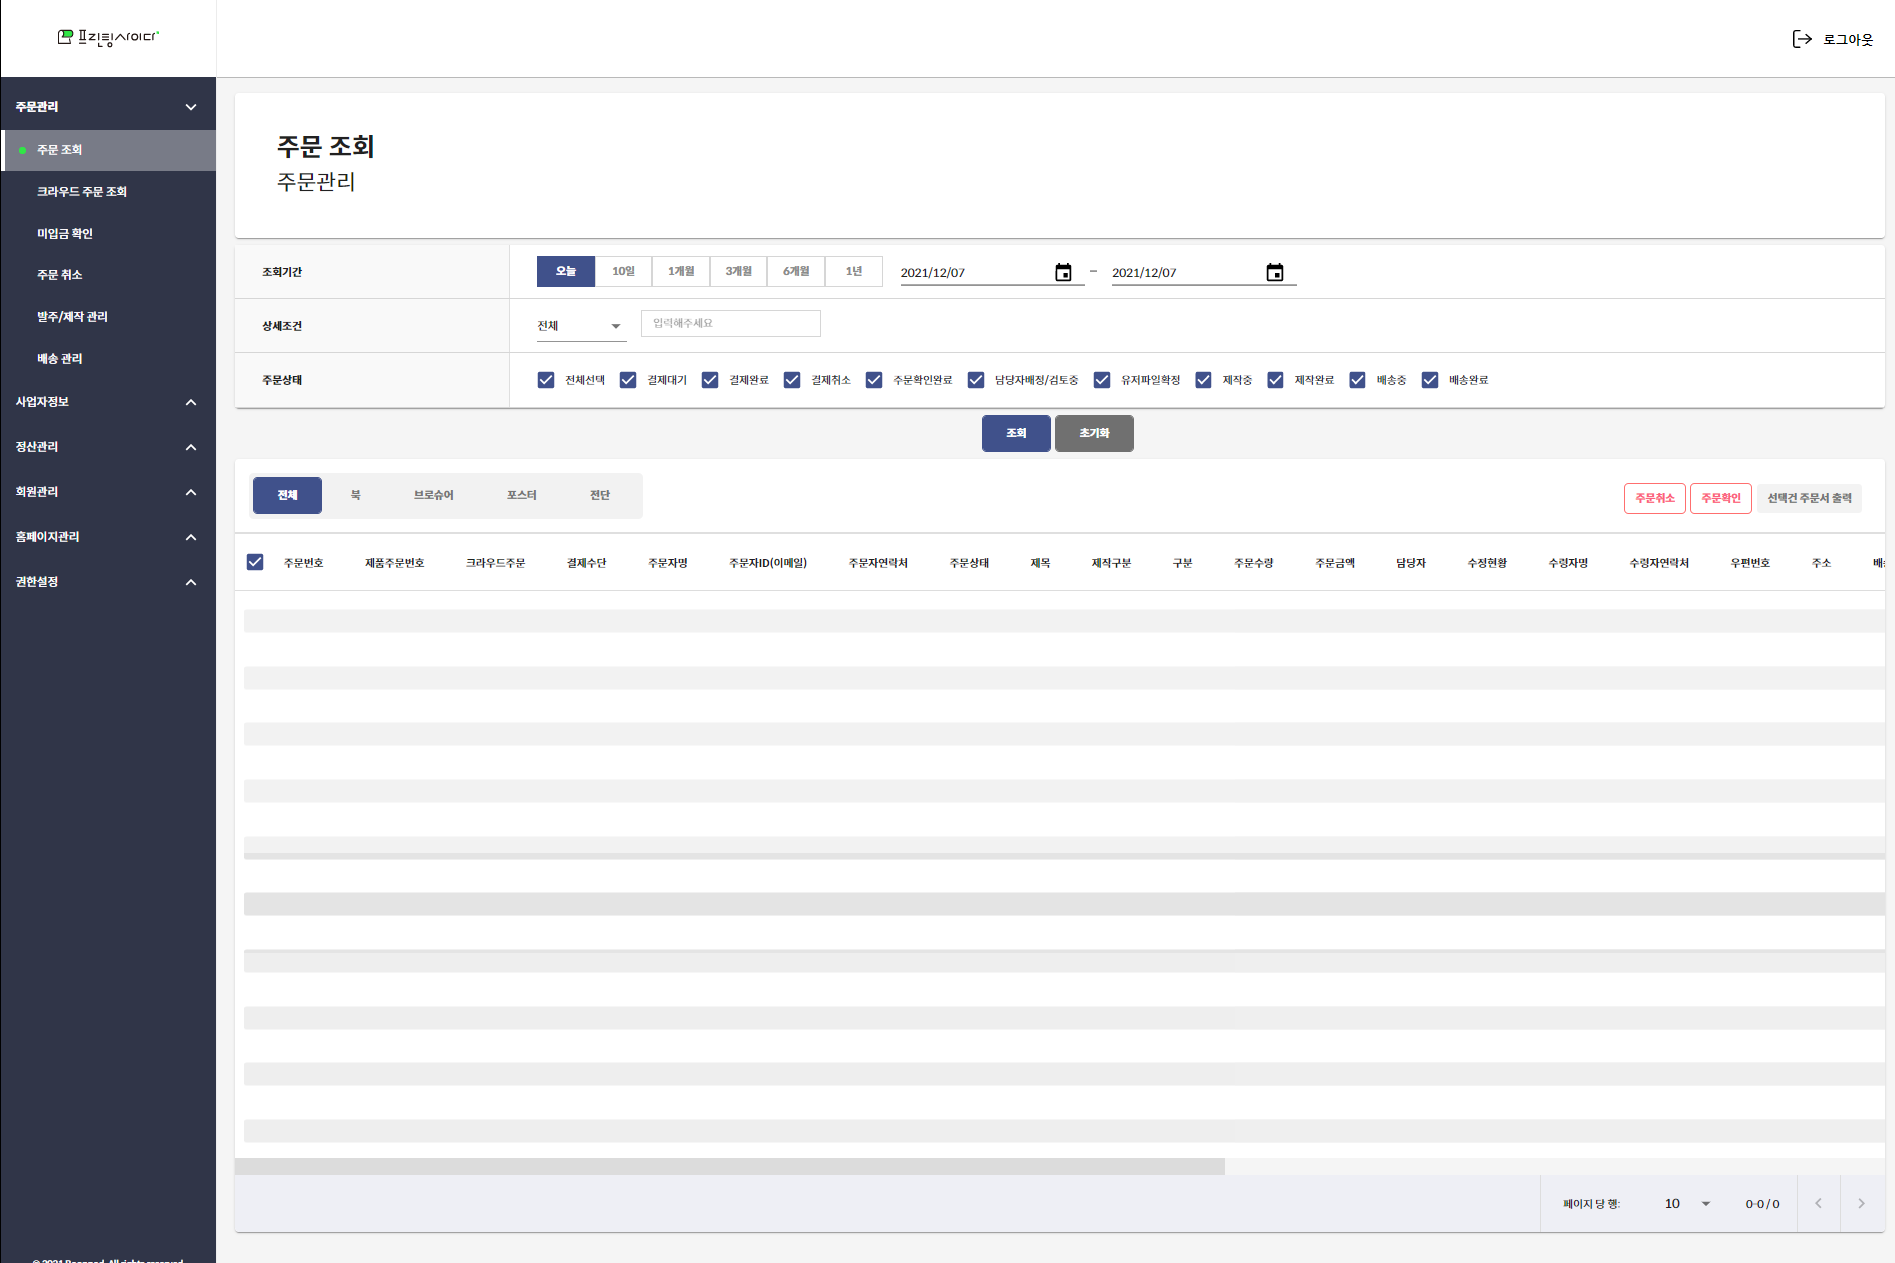 프린팅사이다
로그아웃
주문관리
주문 조회
크라우드 주문 조회
미입금 확인
주문 취소
발주/제작 관리
배송 관리
사업자정보
정산관리
회원관리
홈페이지관리
권한설정
주문 조회
주문관리
조회기간 오늘 10일 1개월 3개월 6개월 1년 2021/12/07 – 2021/12/07
상세조건 전체 입력해주세요
주문상태 전체선택 결제대기 결제완료 결제취소 주문확인완료 담당자배정/검토중 유저파일확정 제작중 제작완료 배송중 배송완료
조회 초기화
전체 북 브로슈어 포스터 전단 주문취소 주문확인 선택건 주문서 출력
주문번호 제품주문번호 크라우드주문 결제수단 주문자명 주문자ID(이메일) 주문자연락처 주문상태 제목 제작구분 구분 주문수량 주문금액 담당자 수정현황 수령자명 수령자연락처 우편번호 주소
페이지 당 행: 10 0-0 / 0